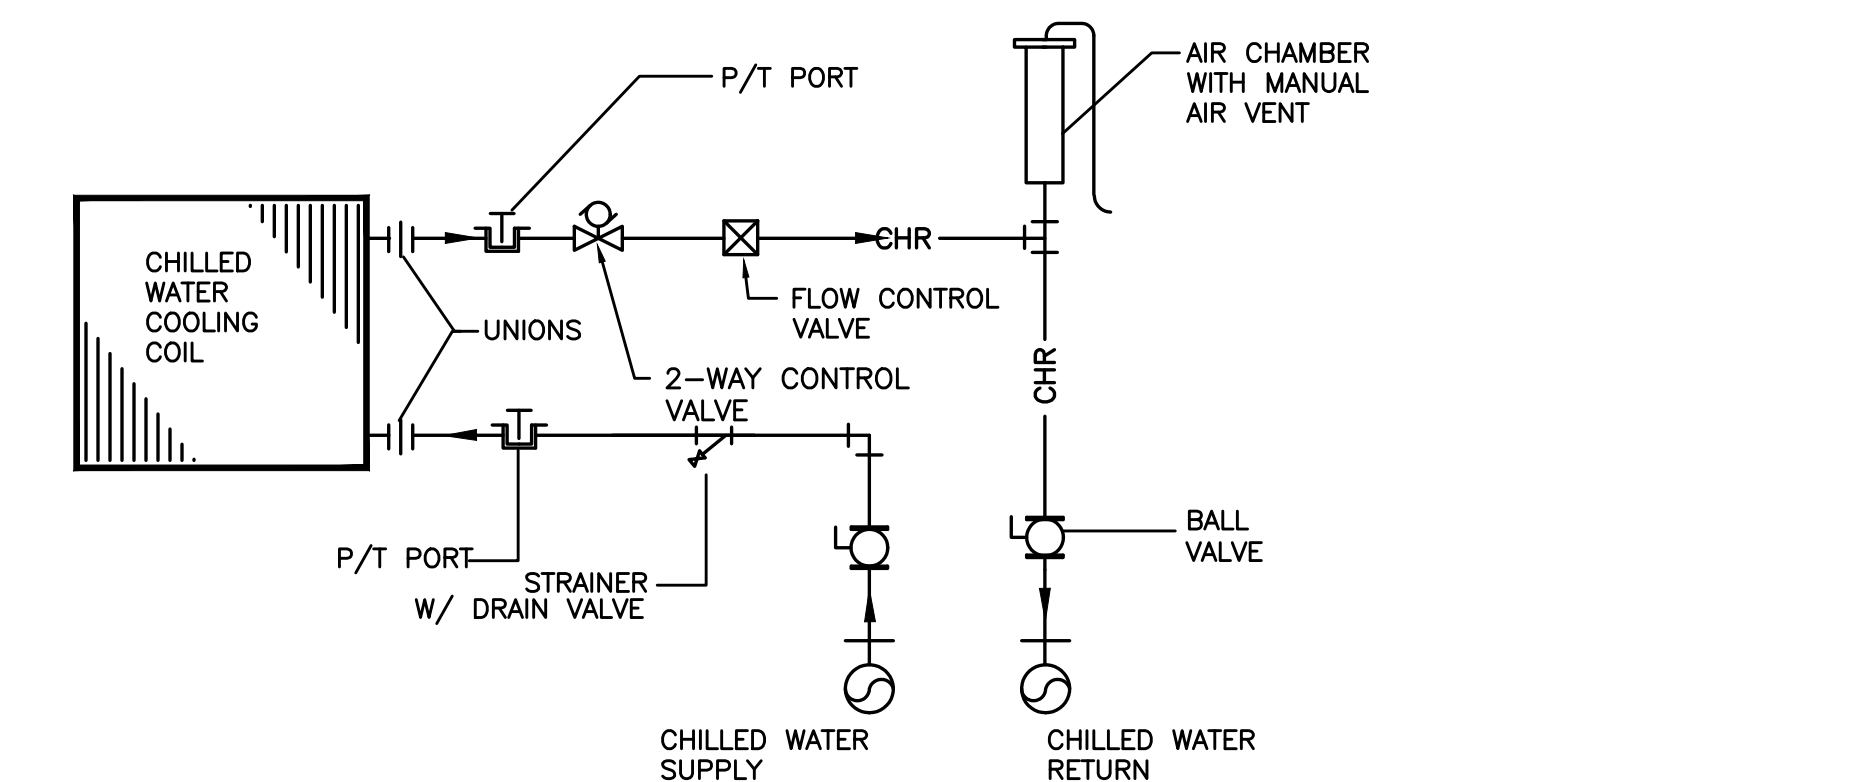 AIR CHAMBER
WITH MANUAL
AIR VENT
P/T PORT
CHILLED
WATER
COOLING
COIL
CHR
FLOW CONTROL
VALVE
UNIONS
2-WAY CONTROL
VALVE
CHR
P/T PORT
STRAINER
W/ DRAIN VALVE
BALL
VALVE
CHILLED WATER
SUPPLY
CHILLED WATER
RETURN